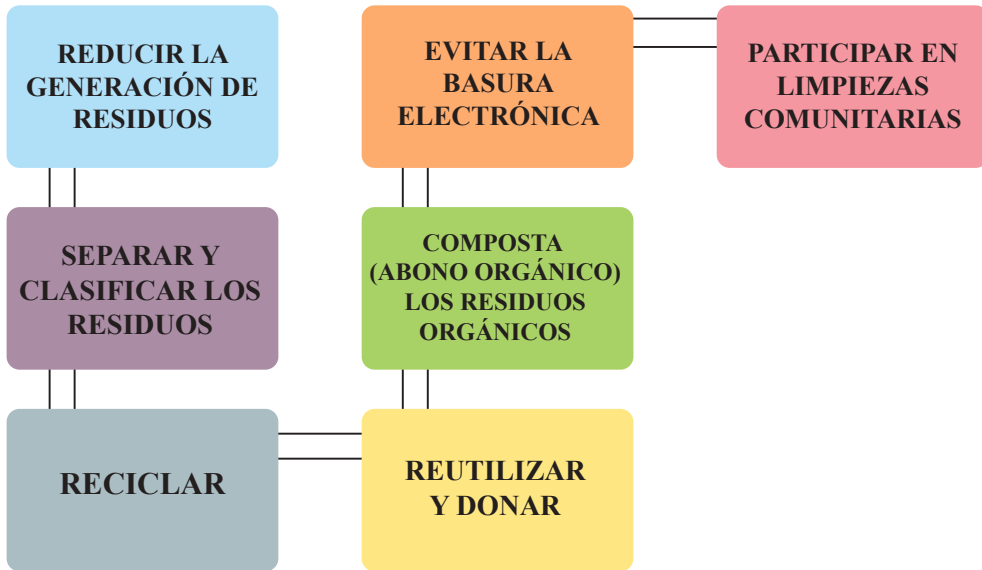 REDUCIR LA
GENERACIÓN DE
RESIDUOS
SEPARAR Y
CLASIFICAR LOS
RESIDUOS
RECICLAR
REUTILIZAR
Y DONAR
COMPOSTA
(ABONO ORGÁNICO)
LOS RESIDUOS
ORGÁNICOS
EVITAR LA
BASURA
ELECTRÓNICA
PARTICIPAR EN
LIMPIEZAS
COMUNITARIAS